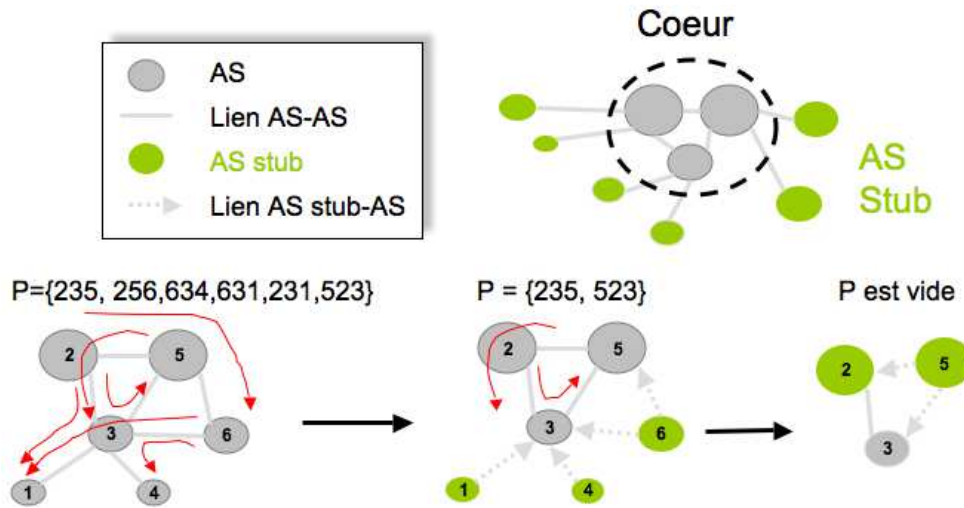 Coeur
AS
Lien AS-AS
AS stub
Lien AS stub-AS
AS
Stub
P={235, 256,634,631,231,523}
P = {235, 523}
P est vide
2
5
3
6
1
4
2
5
3
6
1
4
2
5
3